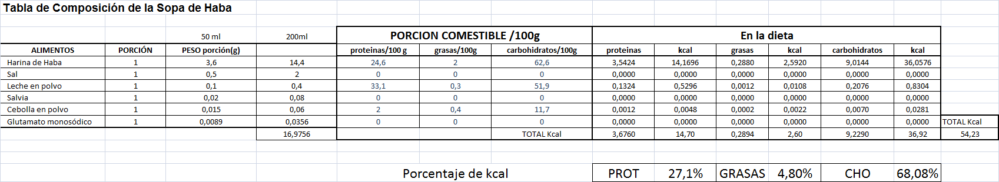 Tabla de Composición de la Sopa de Haba
50 ml 200ml PORCION COMESTIBLE /100g En la dieta
ALIMENTOS PORCIÓN PESO porción(g) proteinas/100 g grasas/100g carbohidratos/100g proteinas kcal grasas kcal carbohidratos kcal
Harina de Haba 1 3,6 14,4 24,6 2 62,6 3,5424 14,1696 0,2880 2,5920 9,0144 36,0576
Sal 1 0,5 2 0 0 0 0,0000 0,0000 0,0000 0,0000 0,0000 0,0000
Leche en polvo 1 0,1 0,4 33,1 0,3 51,9 0,1324 0,5296 0,0012 0,0108 0,2076 0,8304
Salvia 1 0,02 0,08 0 0 0 0,0000 0,0000 0,0000 0,0000 0,0000 0,0000
Cebolla en polvo 1 0,015 0,06 2 0,4 11,7 0,0012 0,0048 0,0002 0,0022 0,0070 0,0281
Glutamato monosódico 1 0,0089 0,0356 0 0 0 0,0000 0,0000 0,0000 0,0000 0,0000 0,0000 TOTAL Kcal
16,9756 TOTAL Kcal 3,6760 14,70 0,2894 2,60 9,2290 36,92 54,23
Porcentaje de kcal PROT 27,1% GRASAS 4,80% CHO 68,08%